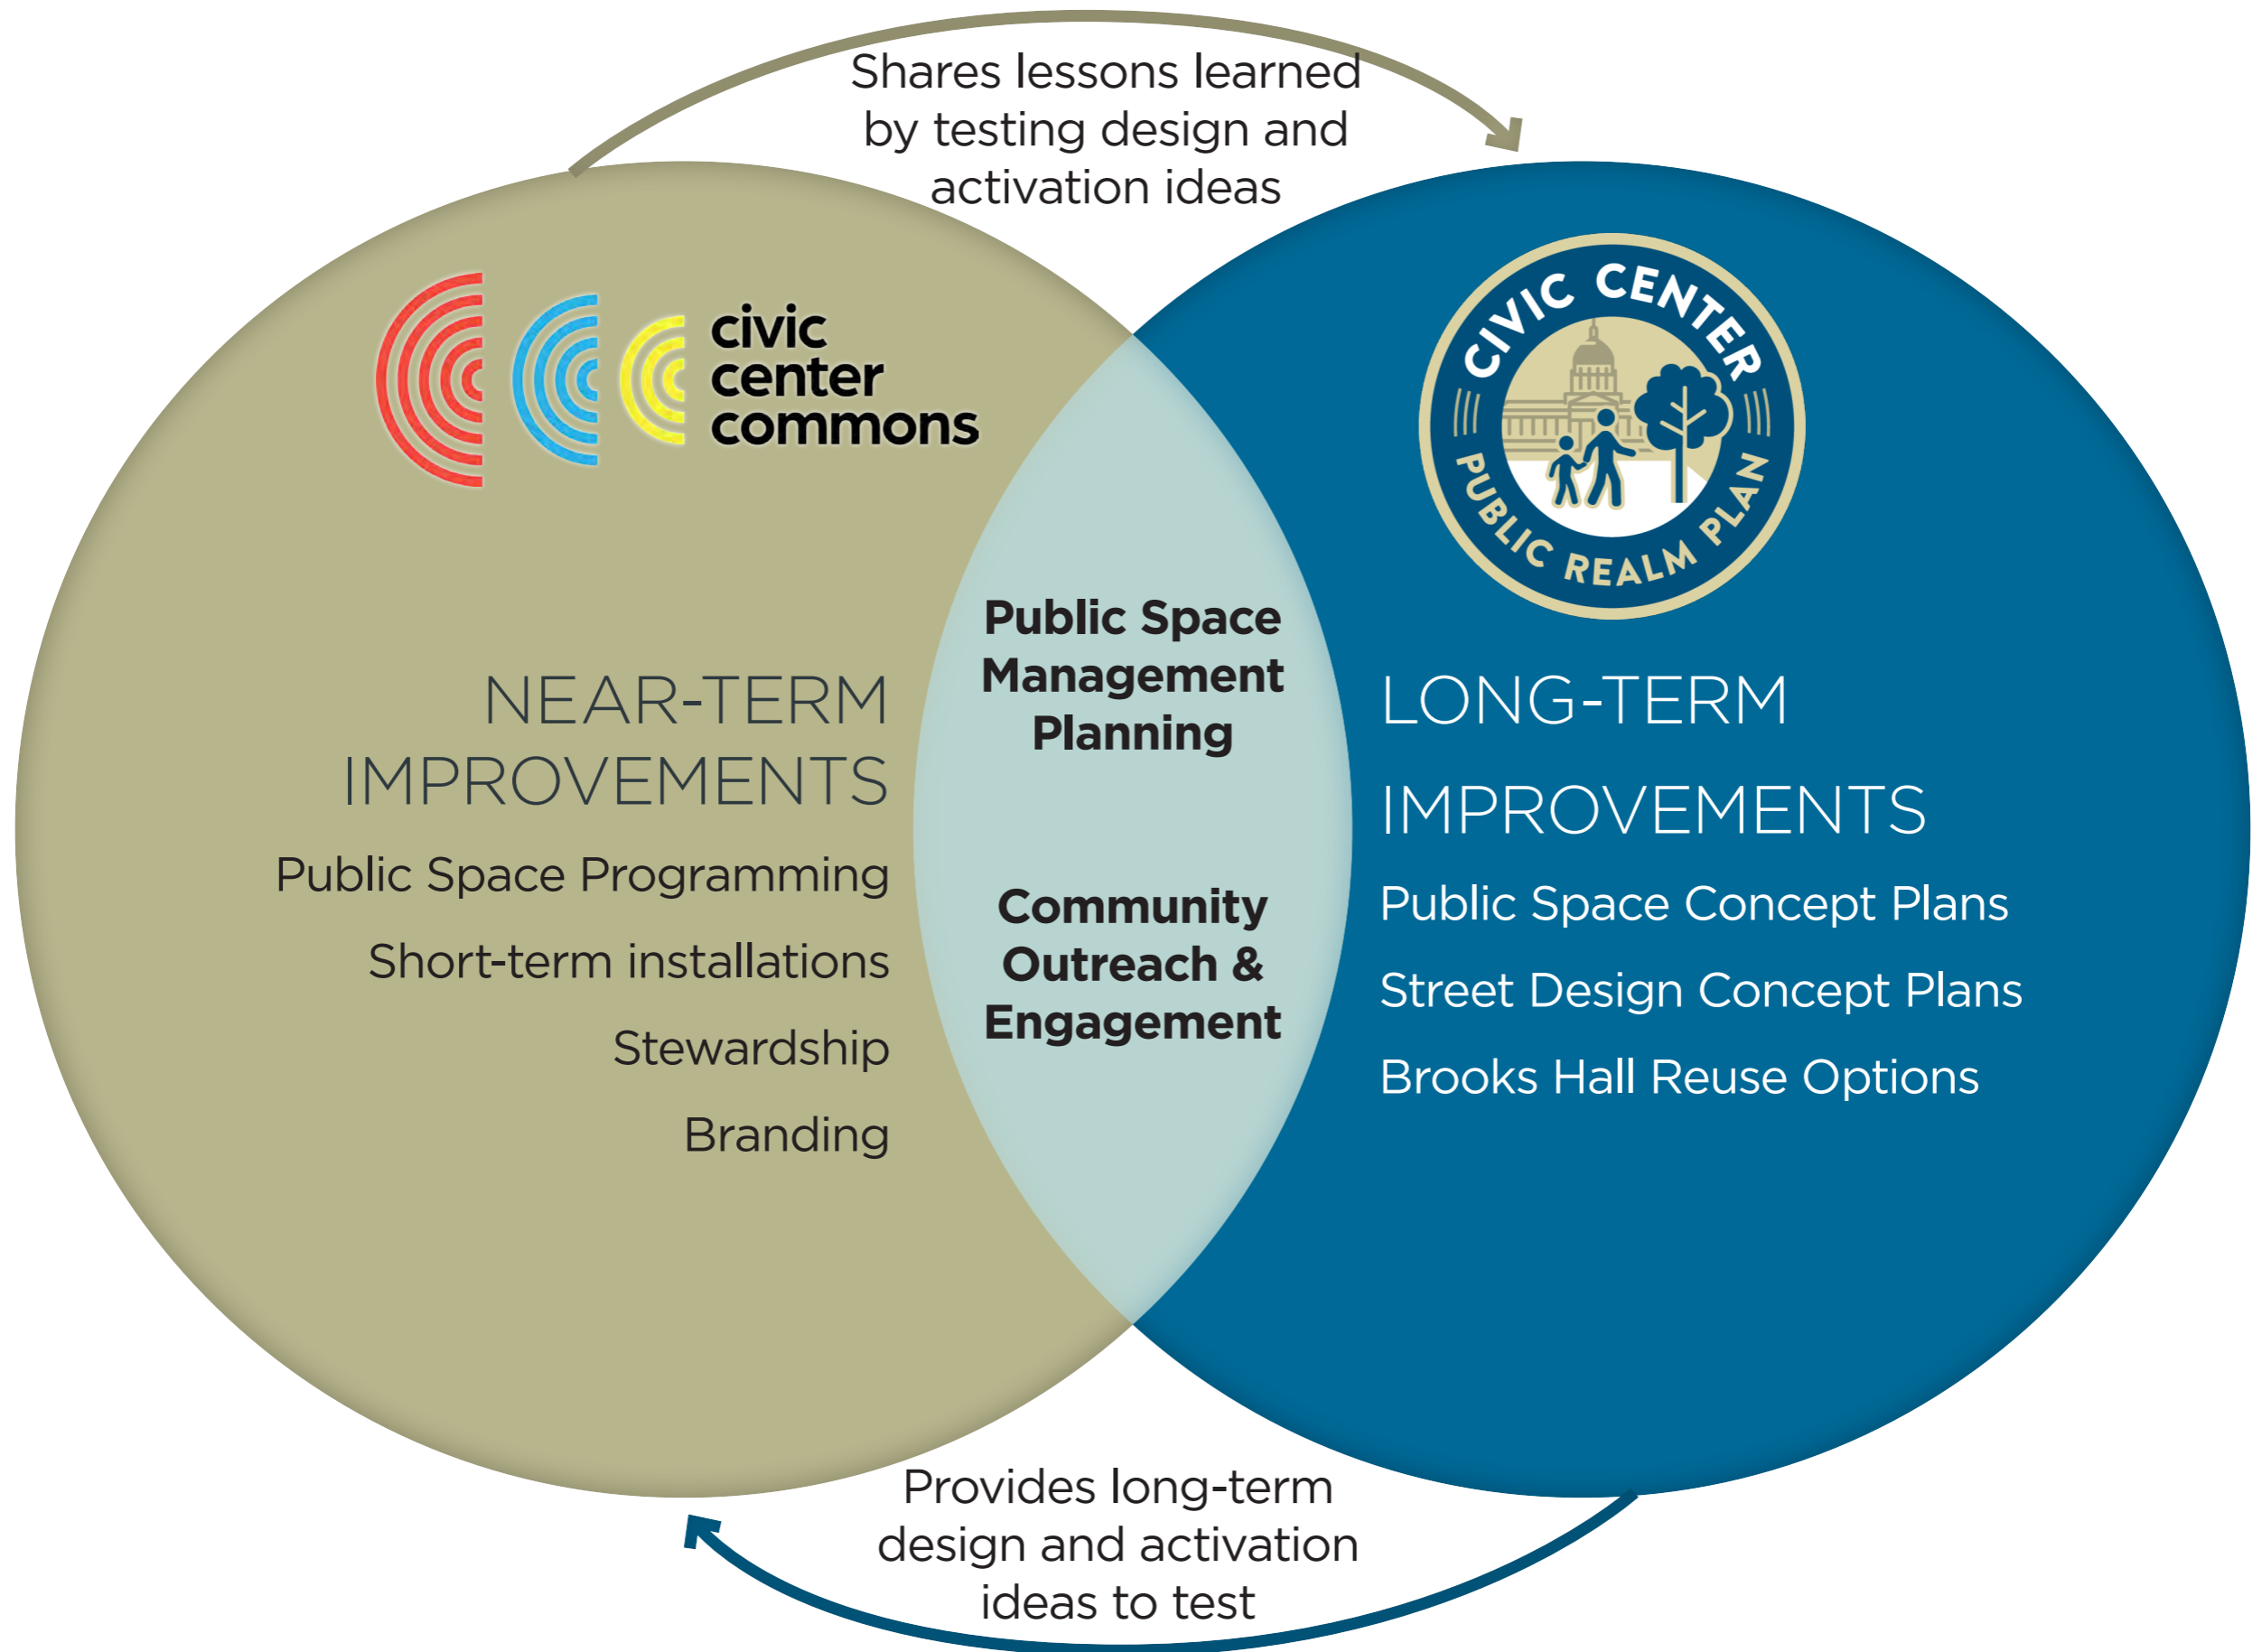 Shares lessons learned
by testing design and
activation ideas
civic
center
commons
NEAR-TERM
IMPROVEMENTS
Public Space Programming
Short-term installations
Stewardship
Branding
Public Space
Management
Planning
Community
Outreach &
Engagement
CIVIC CENTER
PUBLIC REALM PLAN
LONG-TERM
IMPROVEMENTS
Public Space Concept Plans
Street Design Concept Plans
Brooks Hall Reuse Options
Provides long-term
design and activation
ideas to test